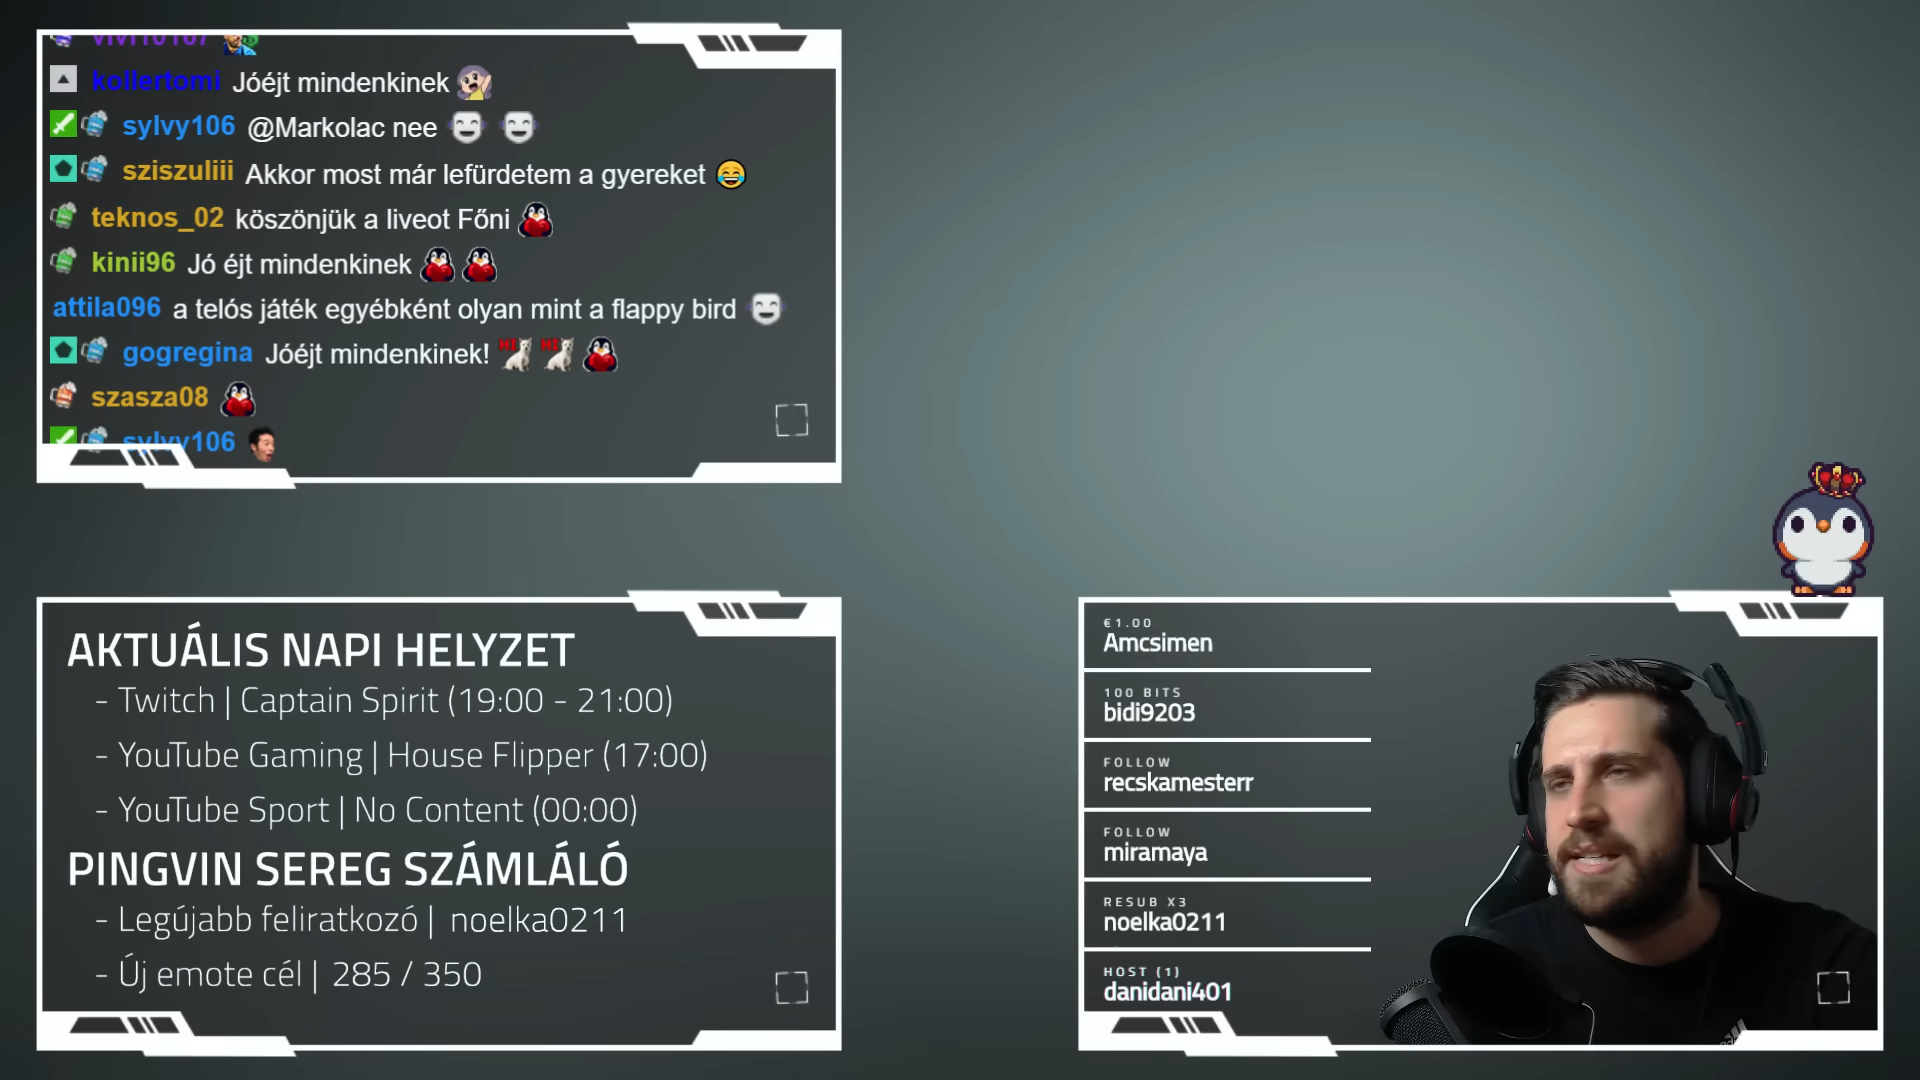 vivi10167
kollertomi Jóéjt mindenkinek
sylvy106 @Markolac nee
sziszuliii Akkor most már lefürdetem a gyereket
teknos_02 köszönjük a liveot Főni
kinii96 Jó éjt mindenkinek
attila096 a telós játék egyébként olyan mint a flappy bird
gogregina Jóéjt mindenkinek!
szasza08
sylvy106
AKTUÁLIS NAPI HELYZET
- Twitch | Captain Spirit (19:00 - 21:00)
- YouTube Gaming | House Flipper (17:00)
- YouTube Sport | No Content (00:00)
PINGVIN SEREG SZÁMLÁLÓ
- Legújabb feliratkozó | noelka0211
- Új emote cél | 285 / 350
€1.00
Amcsimen
100 BITS
bidi9203
FOLLOW
recskamesterr
FOLLOW
miramaya
RESUB X3
noelka0211
HOST (1)
danidani401